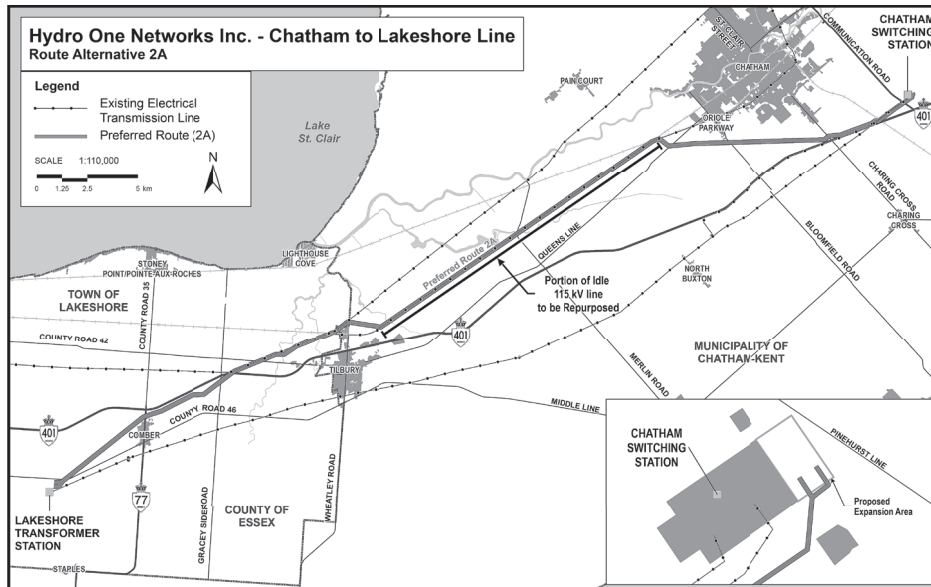 Hydro One Networks Inc. - Chatham to Lakeshore Line
Route Alternative 2A
Legend
Existing Electrical
Transmission Line
Preferred Route (2A)
SCALE 1:110,000
N
0 1.25 2.5 5 km
Lake
St. Clair
PAIN COURT
ST. CLAIR
STREET
CHATHAM
COMMUNICATION ROAD
CHATHAM
SWITCHING
STATION
401
ORIOLE
PARKWAY
CHARING CROSS
ROAD
CHARING
CROSS
BLOOMFIELD ROAD
LIGHTHOUSE
COVE
STONEY
POINT/POINTE-AUX-ROCHES
TOWN OF
LAKESHORE
COUNTY ROAD 35
COUNTY ROAD 42
Preferred Route 2A
QUEENS LINE
Portion of Idle
115 kV line
to be Repurposed
NORTH
BUXTON
401
MUNICIPALITY OF
CHATHAM-KENT
MERLIN ROAD
TILBURY
MIDDLE LINE
COUNTY ROAD 46
401
COMBER
77
LAKESHORE
TRANSFORMER
STATION
STAPLES
GRACEY SIDEROAD
COUNTY OF
ESSEX
WHEATLEY ROAD
CHATHAM
SWITCHING
STATION
PINEHURST LINE
Proposed
Expansion Area